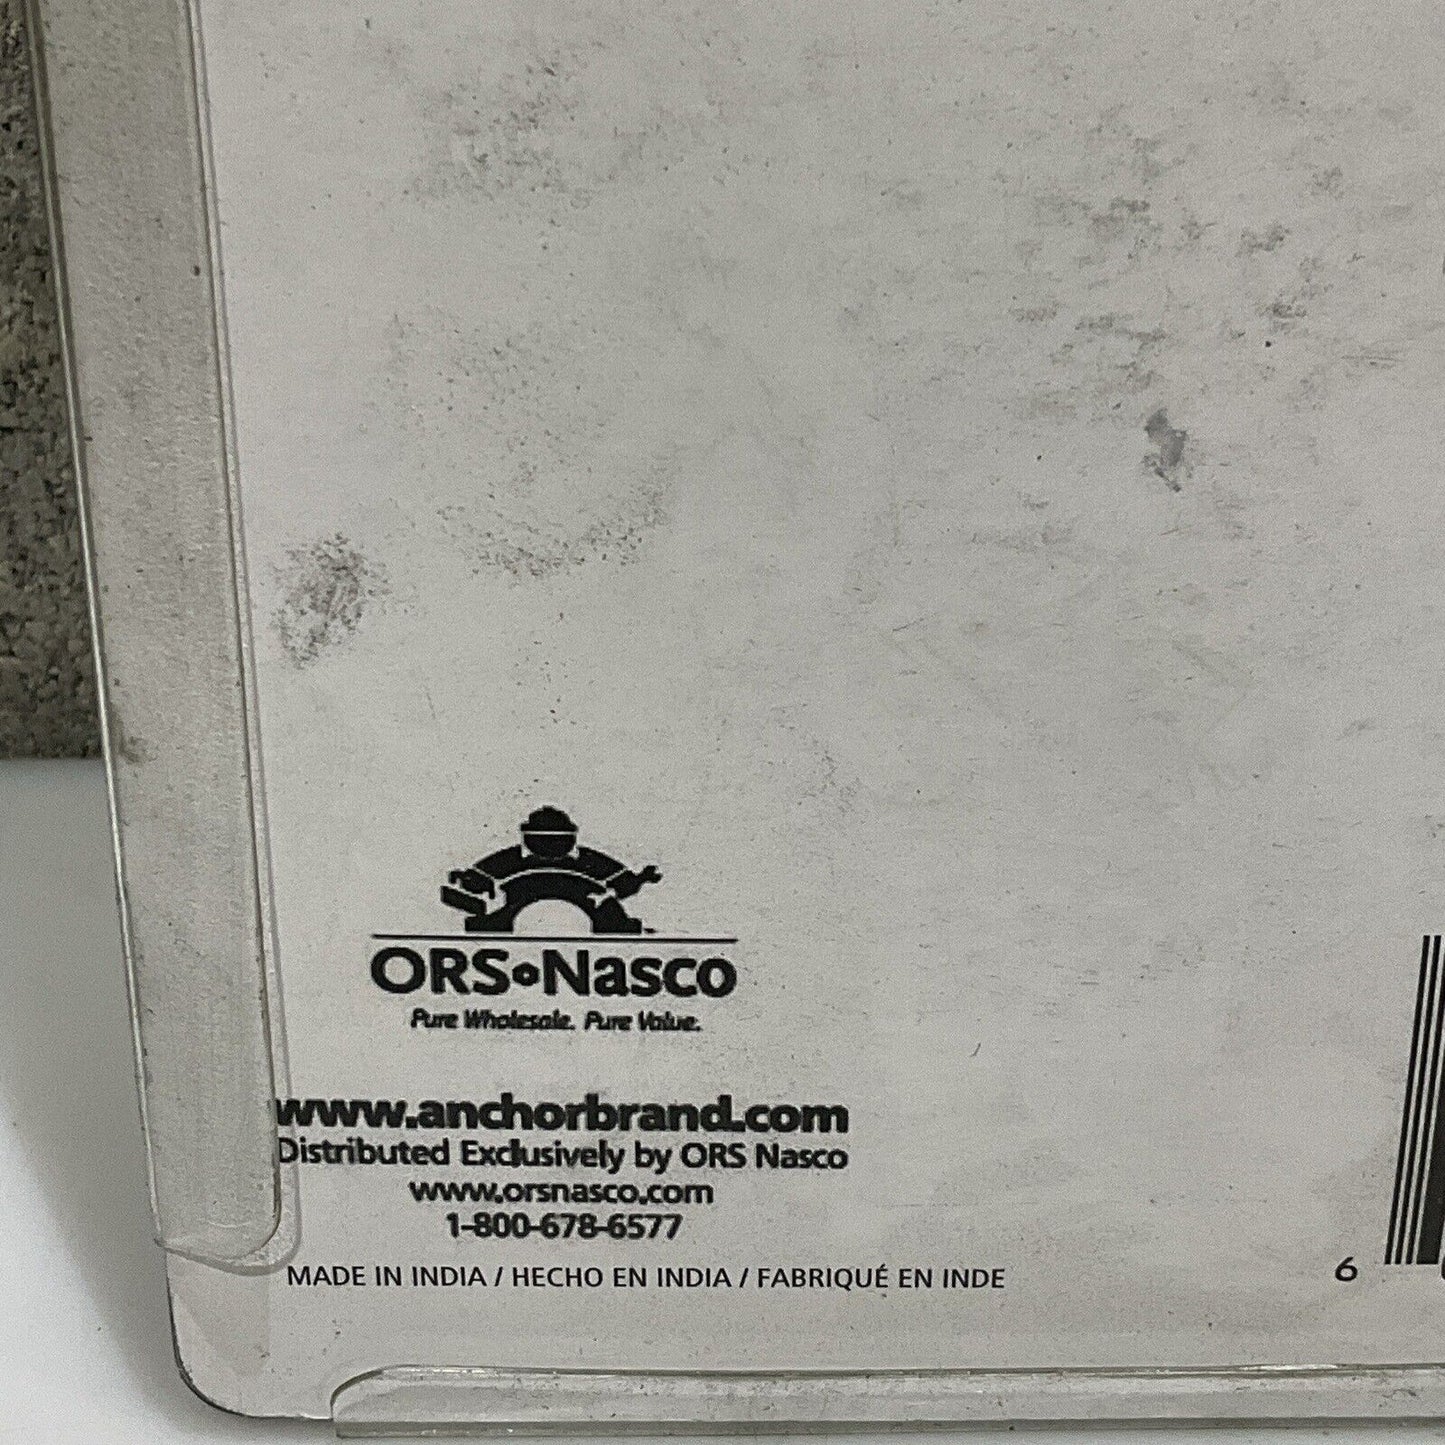 ORS Nasco
Pure Wholesale. Pure Value.
www.anchorbrand.com
Distributed Exclusively by ORS Nasco
www.orsnasco.com
1-800-678-6577
MADE IN INDIA / HECHO EN INDIA / FABRIQUÉ EN INDE
6